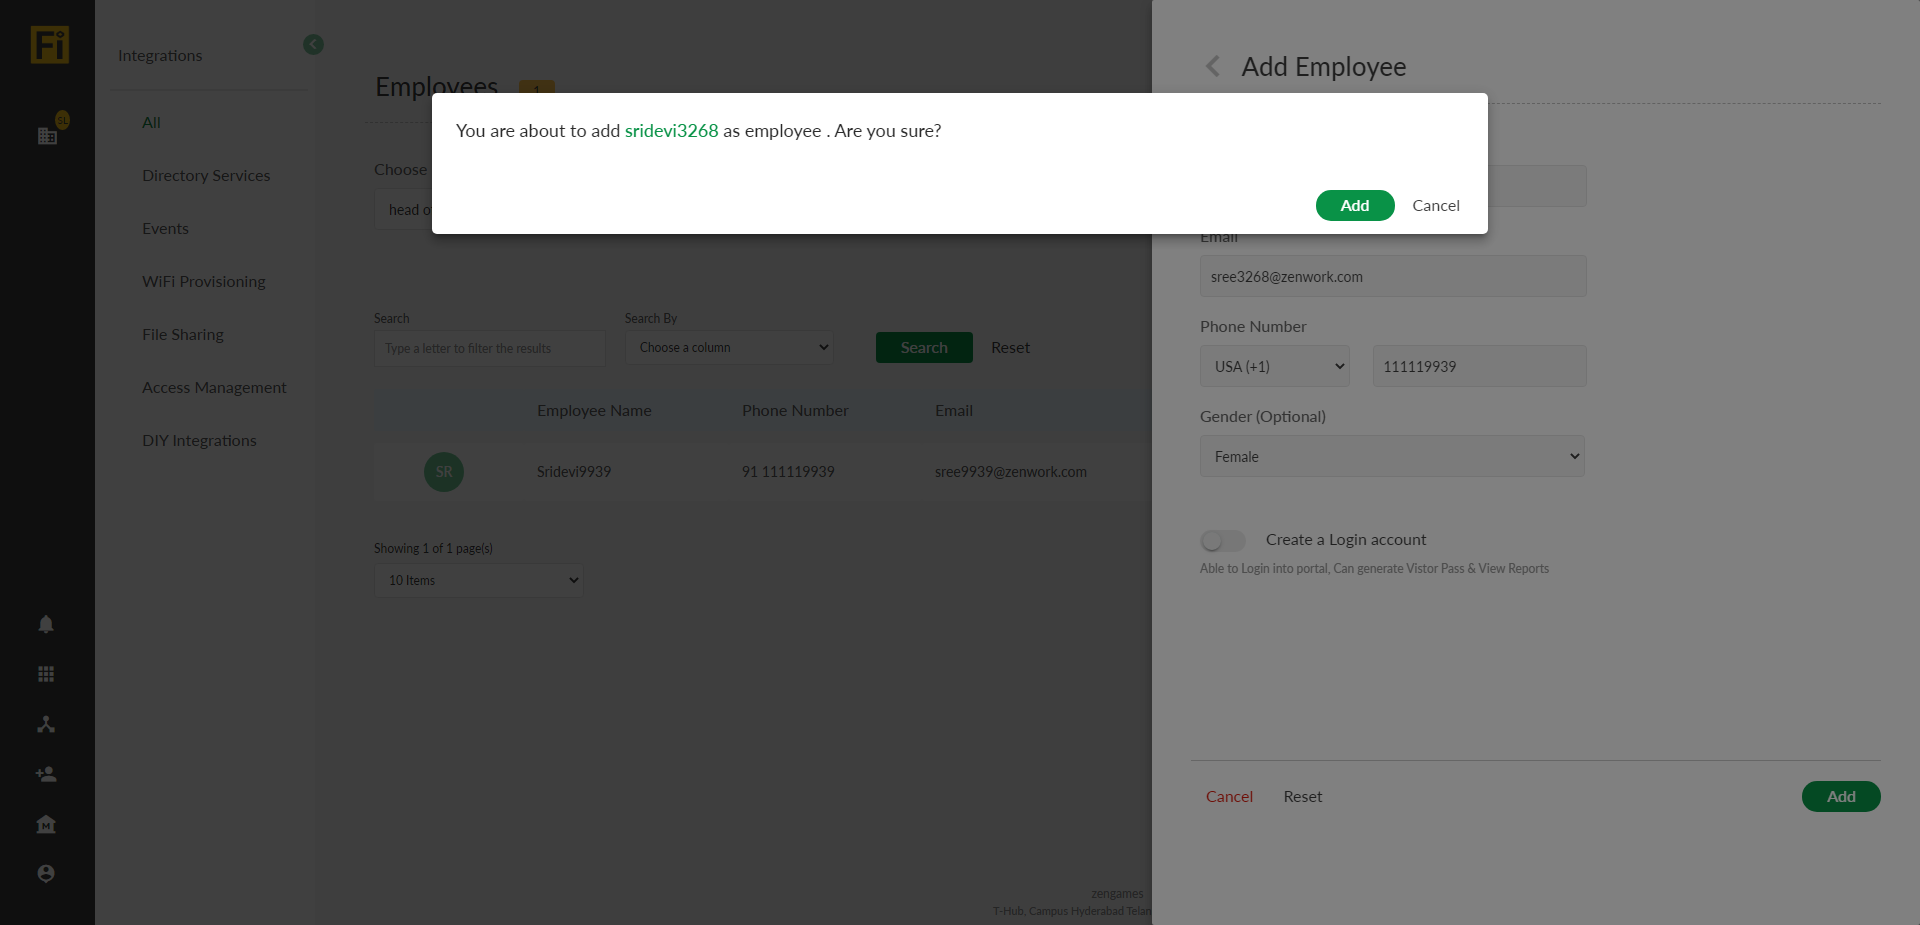 Fi
SL
Integrations
All
Directory Services
Events
WiFi Provisioning
File Sharing
Access Management
DIY Integrations
Employees
Choose
head o
You are about to add sridevi3268 as employee . Are you sure?
Add Cancel
Search
Type a letter to filter the results
Search By
Choose a column
Search Reset
Employee Name Phone Number Email
SR Sridevi9939 91 111119939 sree9939@zenwork.com
Showing 1 of 1 page(s)
10 Items
zengames
T-Hub, Campus Hyderabad Telan
Add Employee
Email
sree3268@zenwork.com
Phone Number
USA (+1) 111119939
Gender (Optional)
Female
Create a Login account
Able to Login into portal, Can generate Vistor Pass & View Reports
Cancel Reset Add